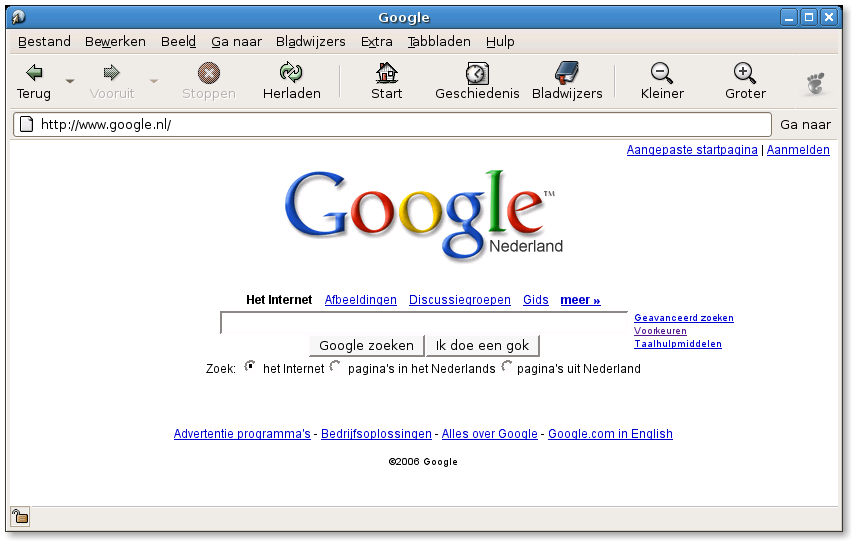 Google
Bestand Bewerken Beeld Ga naar Bladwijzers Extra Tabbladen Hulp
Terug Vooruit Stoppen Herladen Start Geschiedenis Bladwijzers Kleiner Groter
http://www.google.nl/ Ga naar
Aangepaste startpagina | Aanmelden
Google™
Nederland
Het Internet Afbeeldingen Discussiegroepen Gids meer »
Geavanceerd zoeken
Voorkeuren
Taalhulpmiddelen
Google zoeken Ik doe een gok
Zoek: het Internet pagina's in het Nederlands pagina's uit Nederland
Advertentie programma's - Bedrijfsoplossingen - Alles over Google - Google.com in English
©2006 Google